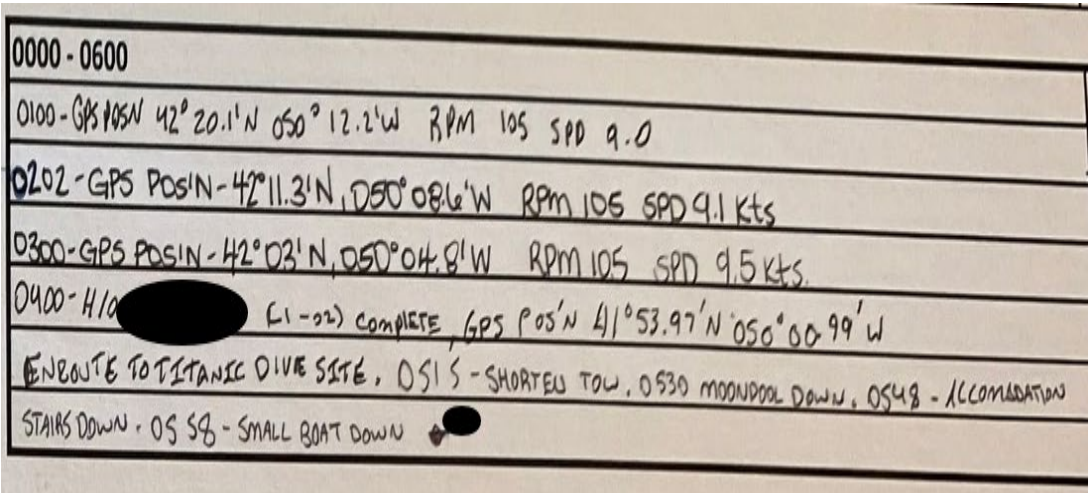 0000 - 0600
0100-GPS POSN 42° 20.1'N 050° 12.2'W RPM 105 SPD 9.0
0202-GPS POS'N-42°11.3'N, 050°08.6'W RPM 105 SPD 9.1 Kts
0300-GPS POSIN-42°03'N, 050°04.8'W RPM 105 SPD 9.5 Kts.
0400-H/O (1-02) COMPLETE, GPS POS'N 41°53.97'N 050°00.99'W
ENROUTE TO TITANIC DIVE SITE. 0515-SHORTEN TOW. 0530 MOONPOOL DOWN. 0548-ACCOMADATION
STAIRS DOWN. 0558-SMALL BOAT DOWN